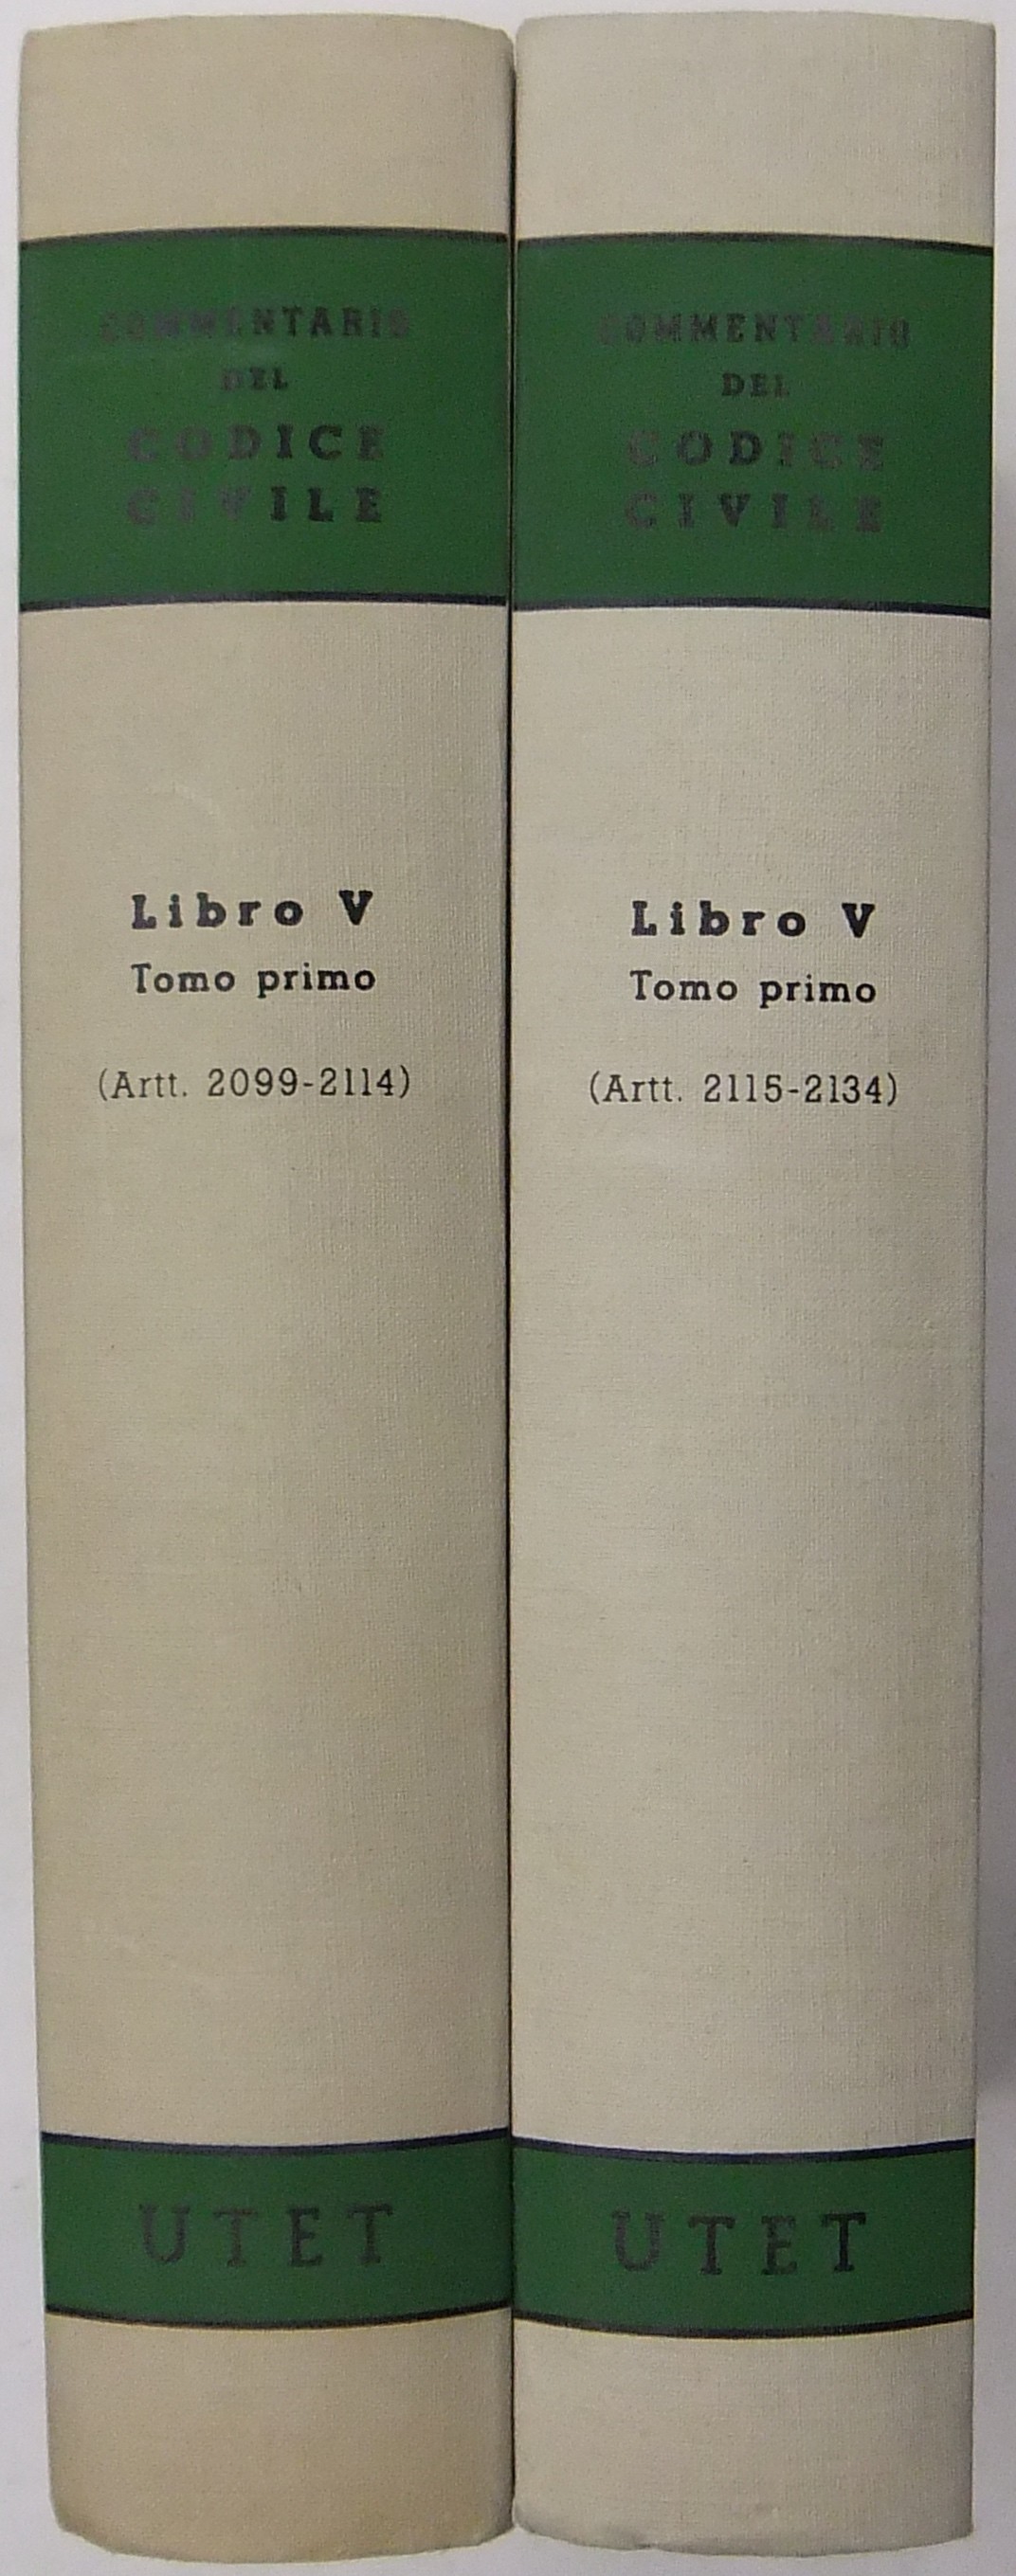 COMMENTARIO
DEL
CODICE
CIVILE
Libro V
Tomo primo
(Artt. 2099-2114)
UTET
COMMENTARIO
DEL
CODICE
CIVILE
Libro V
Tomo primo
(Artt. 2115-2134)
UTET